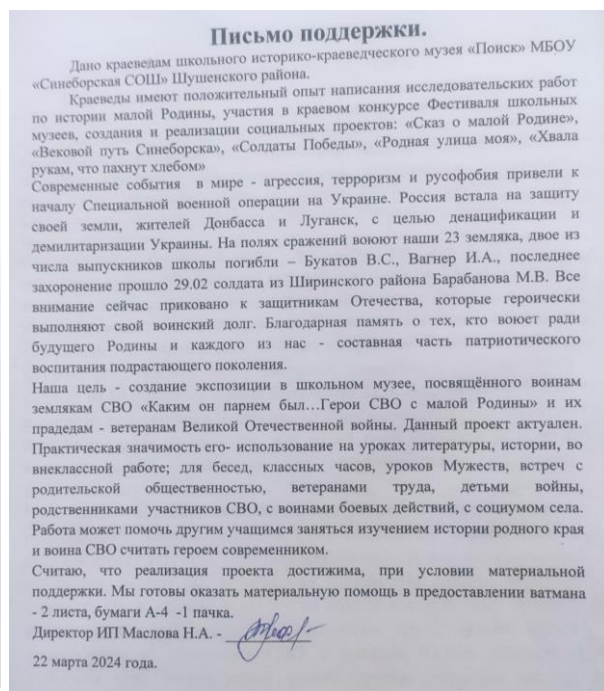 Письмо поддержки.
Дано краеведам школьного историко-краеведческого музея «Поиск» МБОУ
«Синеборская СОШ» Шушенского района.
Краеведы имеют положительный опыт написания исследовательских работ
по истории малой Родины, участия в краевом конкурсе Фестиваля школьных
музеев, создания и реализации социальных проектов: «Сказ о малой Родине»,
«Вековой путь Синеборска», «Солдаты Победы», «Родная улица моя», «Хвала
рукам, что пахнут хлебом»
Современные события в мире - агрессия, терроризм и русофобия привели к
началу Специальной военной операции на Украине. Россия встала на защиту
своей земли, жителей Донбасса и Луганск, с целью денацификации и
демилитаризации Украины. На полях сражений воюют наши 23 земляка, двое из
числа выпускников школы погибли – Букатов В.С., Вагнер И.А., последнее
захоронение прошло 29.02 солдата из Ширинского района Барабанова М.В. Все
внимание сейчас приковано к защитникам Отечества, которые героически
выполняют свой воинский долг. Благодарная память о тех, кто воюет ради
будущего Родины и каждого из нас - составная часть патриотического
воспитания подрастающего поколения.
Наша цель - создание экспозиции в школьном музее, посвящённого воинам
землякам СВО «Каким он парнем был…Герои СВО с малой Родины» и их
прадедам - ветеранам Великой Отечественной войны. Данный проект актуален.
Практическая значимость его- использование на уроках литературы, истории, во
внеклассной работе; для бесед, классных часов, уроков Мужеств, встреч с
родительской общественностью, ветеранами труда, детьми войны,
родственниками участников СВО, с воинами боевых действий, с социумом села.
Работа может помочь другим учащимся заняться изучением истории родного края
и воина СВО считать героем современником.
Считаю, что реализация проекта достижима, при условии материальной
поддержки. Мы готовы оказать материальную помощь в предоставлении ватмана
- 2 листа, бумаги А-4 -1 пачка.
Директор ИП Маслова Н.А. -
22 марта 2024 года.